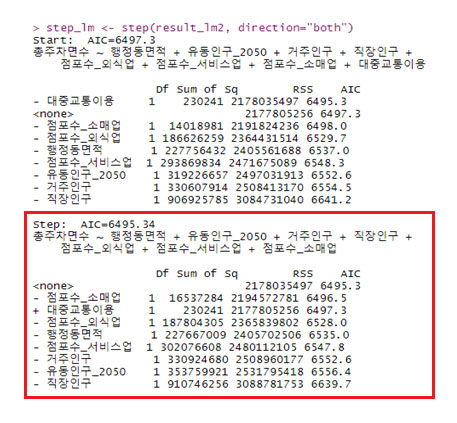 > step_lm <- step(result_lm2, direction="both")
Start:  AIC=6497.3
총주차면수 ~ 행정동면적 + 유동인구_2050 + 거주인구 + 직장인구 +
점포수_외식업 + 점포수_서비스업 + 점포수_소매업 + 대중교통이용
Df Sum of Sq RSS AIC
- 대중교통이용 1 230241 2178035497 6495.3
<none> 2177805256 6497.3
- 점포수_소매업 1 14018981 2191824236 6498.0
- 점포수_외식업 1 186626259 2364431514 6529.7
- 행정동면적 1 227756432 2405561688 6537.0
- 점포수_서비스업 1 293869834 2471675089 6548.3
- 유동인구_2050 1 319226657 2497031913 6552.6
- 거주인구 1 330607914 2508413170 6554.5
- 직장인구 1 906925785 3084731040 6641.2
Step:  AIC=6495.34
총주차면수 ~ 행정동면적 + 유동인구_2050 + 거주인구 + 직장인구 +
점포수_외식업 + 점포수_서비스업 + 점포수_소매업
Df Sum of Sq RSS AIC
<none> 2178035497 6495.3
- 점포수_소매업 1 16537284 2194572781 6496.5
+ 대중교통이용 1 230241 2177805256 6497.3
- 점포수_외식업 1 187804305 2365839802 6528.0
- 행정동면적 1 227667009 2405702506 6535.0
- 점포수_서비스업 1 302076608 2480112105 6547.8
- 거주인구 1 330924680 2508960177 6552.6
- 유동인구_2050 1 353759921 2531795418 6556.4
- 직장인구 1 910746256 3088781753 6639.7